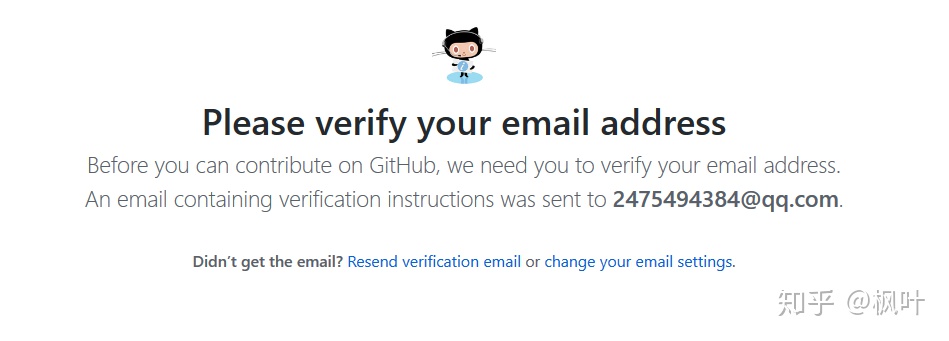 Please verify your email address
Before you can contribute on GitHub, we need you to verify your email address.
An email containing verification instructions was sent to 2475494384@qq.com.
Didn't get the email? Resend verification email or change your email settings.
知乎 @枫叶